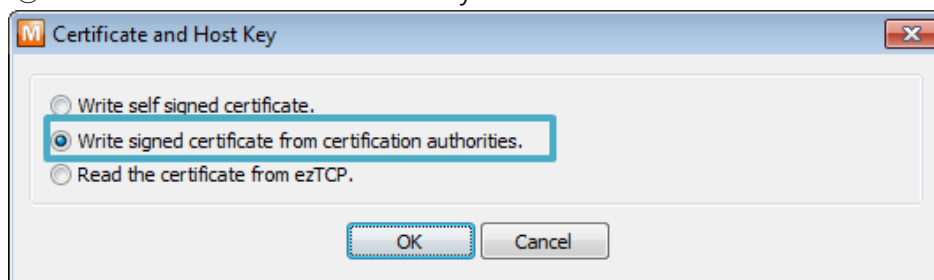 M Certificate and Host Key
Write self signed certificate.
Write signed certificate from certification authorities.
Read the certificate from ezTCP.
OK Cancel